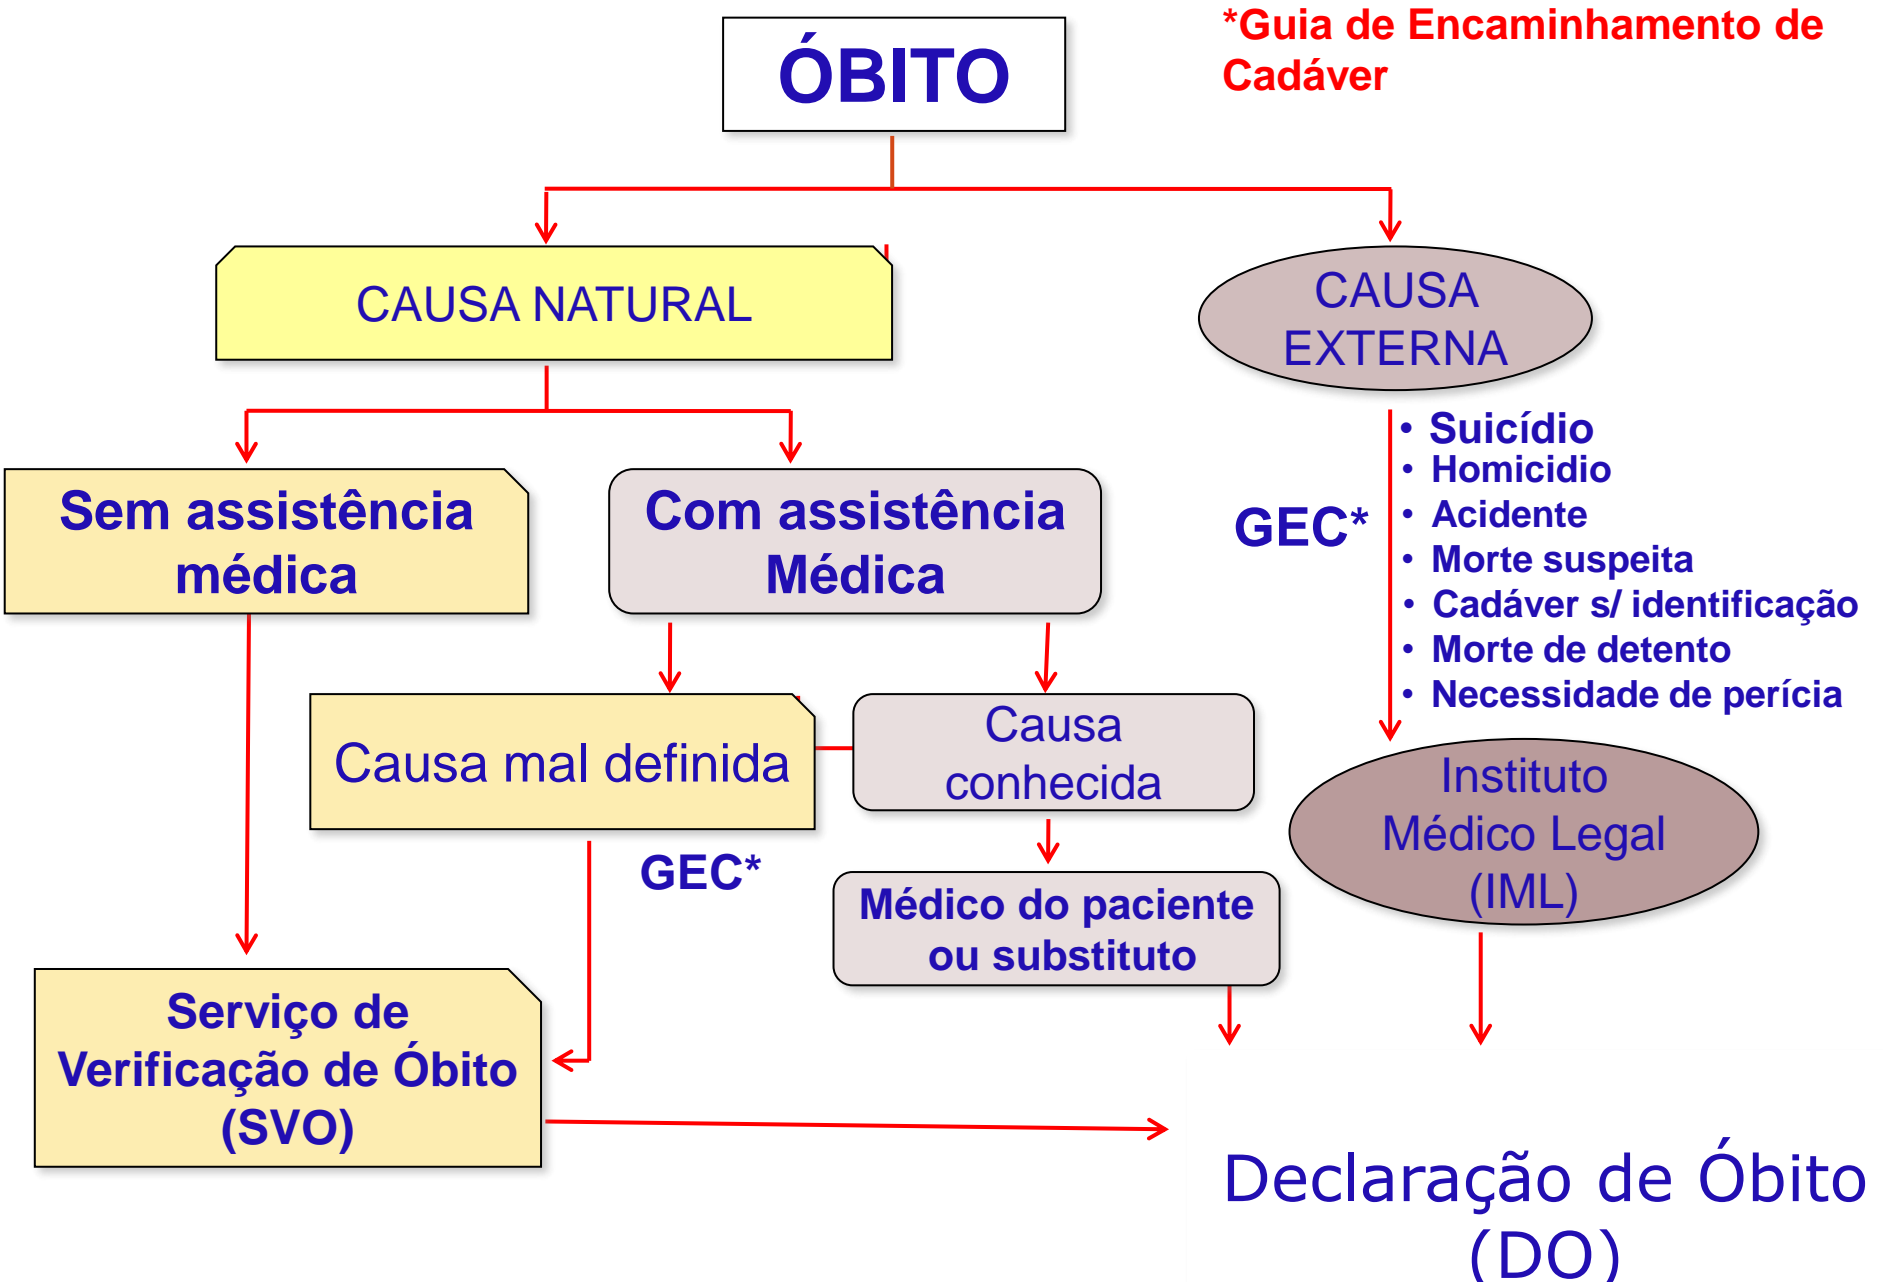 *Guia de Encaminhamento de
Cadáver
ÓBITO
CAUSA NATURAL
CAUSA
EXTERNA
Sem assistência
médica
Com assistência
Médica
GEC*
• Suicídio
• Homicidio
• Acidente
• Morte suspeita
• Cadáver s/ identificação
• Morte de detento
• Necessidade de perícia
Causa mal definida
Causa
conhecida
Instituto
Médico Legal
(IML)
GEC*
Médico do paciente
ou substituto
Serviço de
Verificação de Óbito
(SVO)
Declaração de Óbito
(DO)